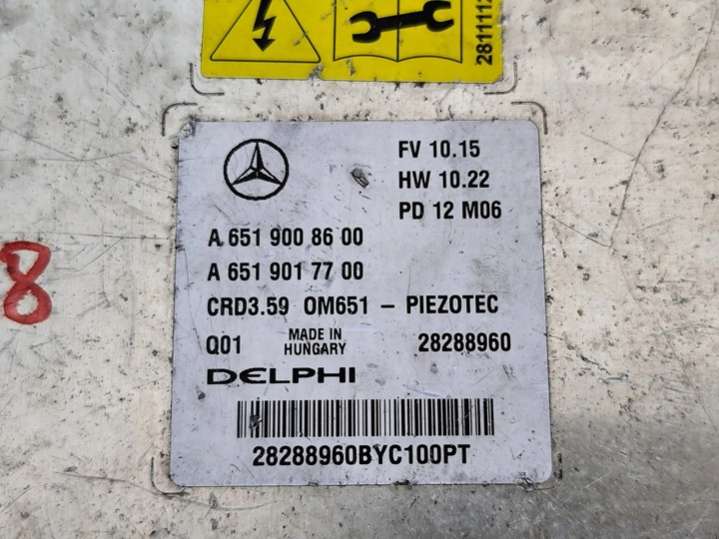 FV 10.15
HW 10.22
PD 12 M06
A 651 900 86 00
A 651 901 77 00
CRD3.59 OM651 – PIEZOTEC
Q01 MADE IN HUNGARY 28288960
DELPHI
28288960BYC100PT
8